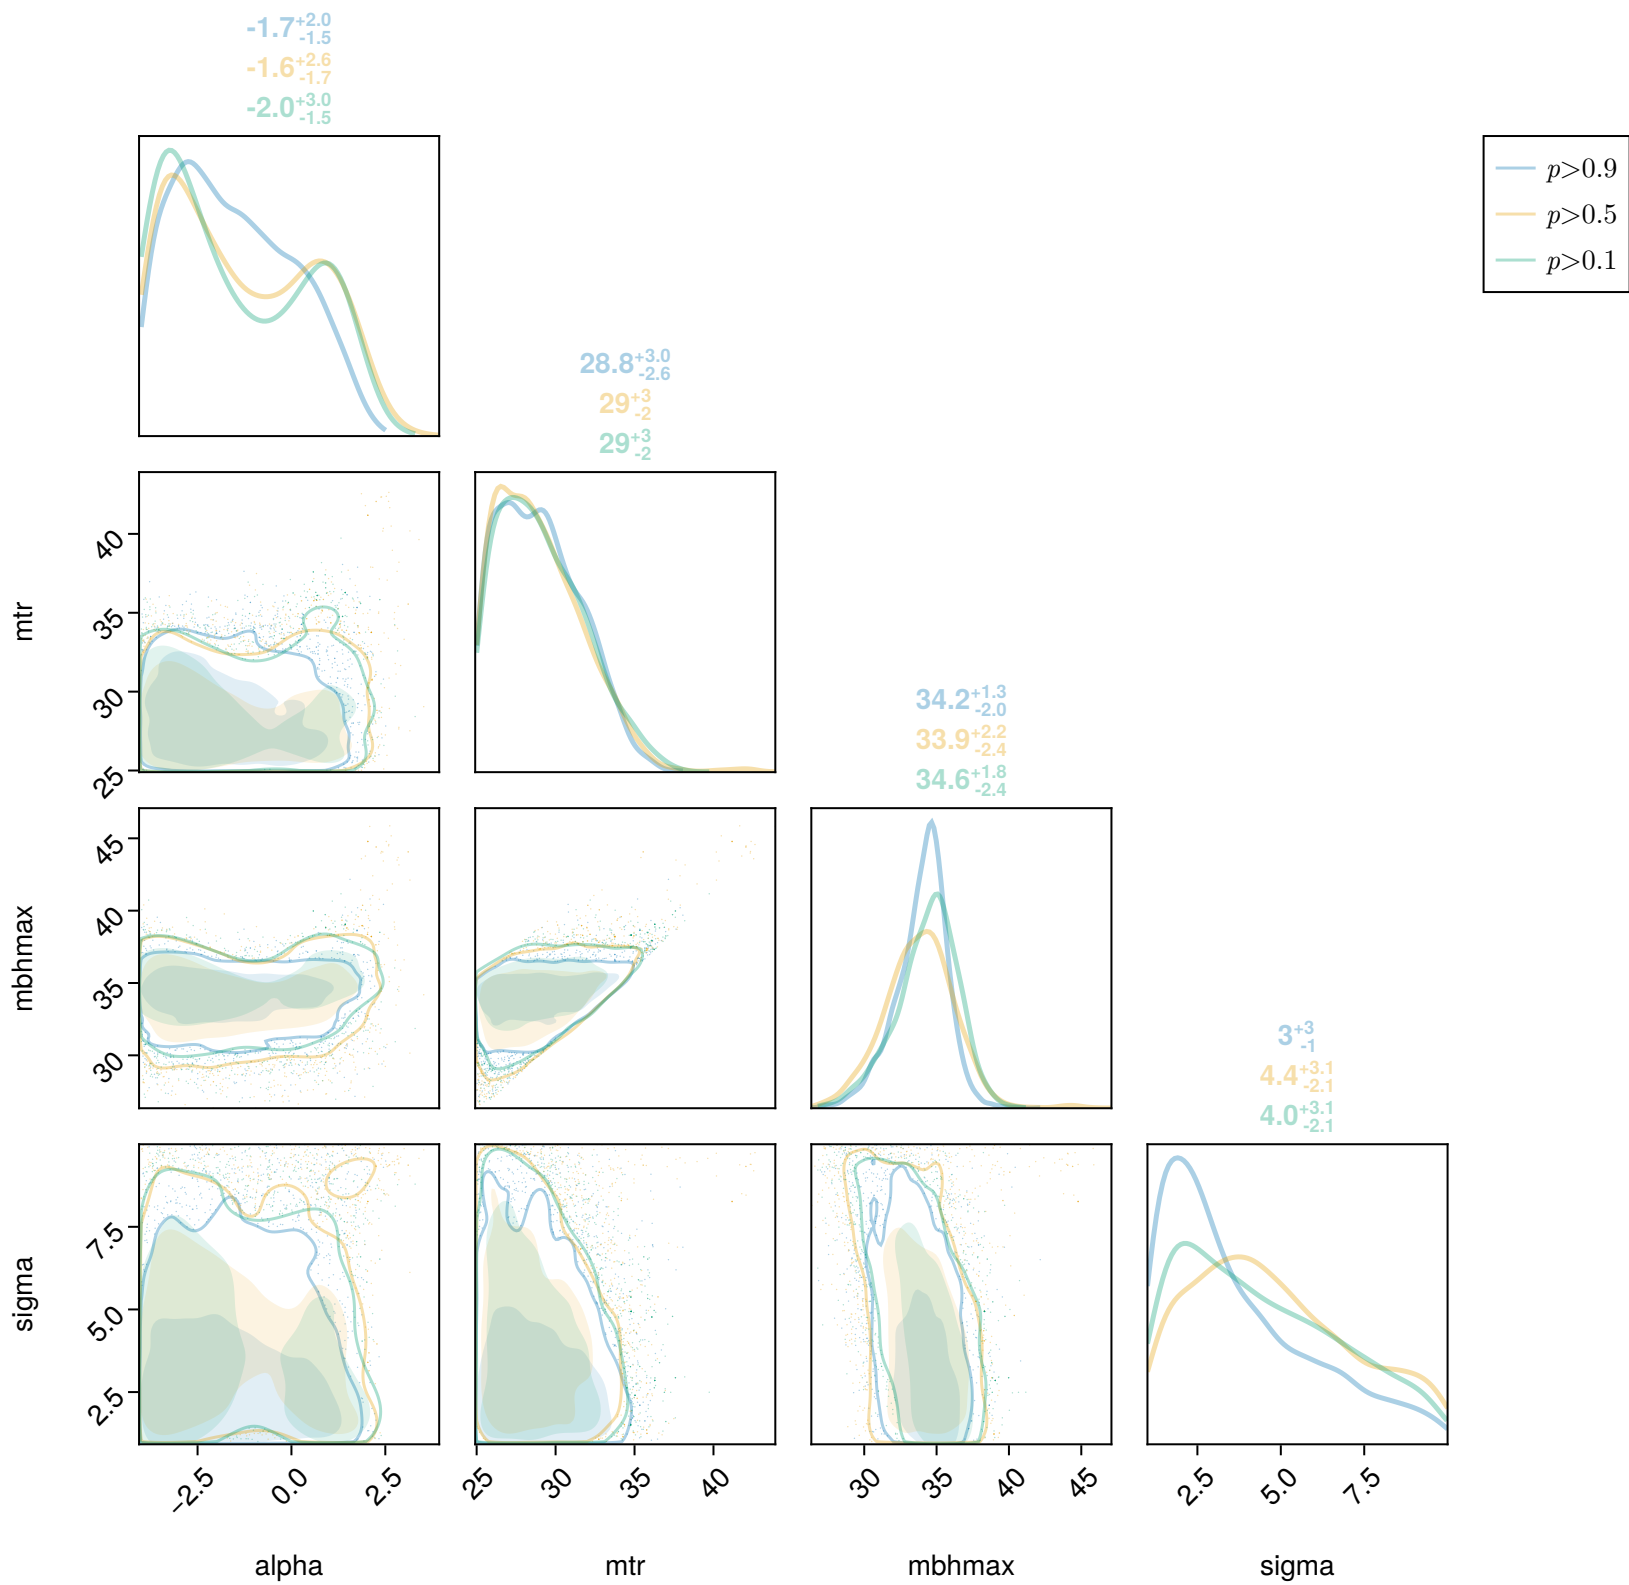 -1.7+2.0-1.5
-1.6+2.6-1.7
-2.0+3.0-1.5
p>0.9
p>0.5
p>0.1
28.8+3.0-2.6
29+3-2
29+3-2
mtr
40
35
30
25
34.2+1.3-2.0
33.9+2.2-2.4
34.6+1.8-2.4
mbhmax
45
40
35
30
3+3-1
4.4+3.1-2.1
4.0+3.1-2.1
sigma
7.5
5.0
2.5
−2.5 0.0 2.5
25 30 35 40
30 35 40 45
2.5 5.0 7.5
alpha
mtr
mbhmax
sigma